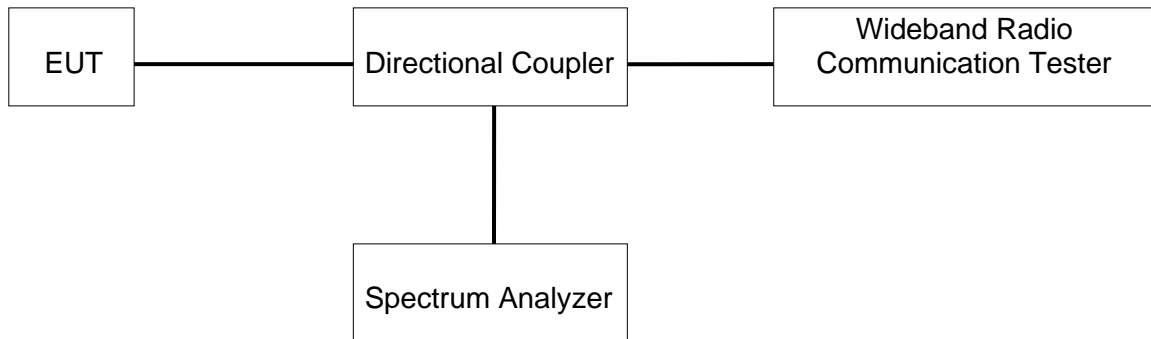 EUT
Directional Coupler
Wideband Radio
Communication Tester
Spectrum Analyzer